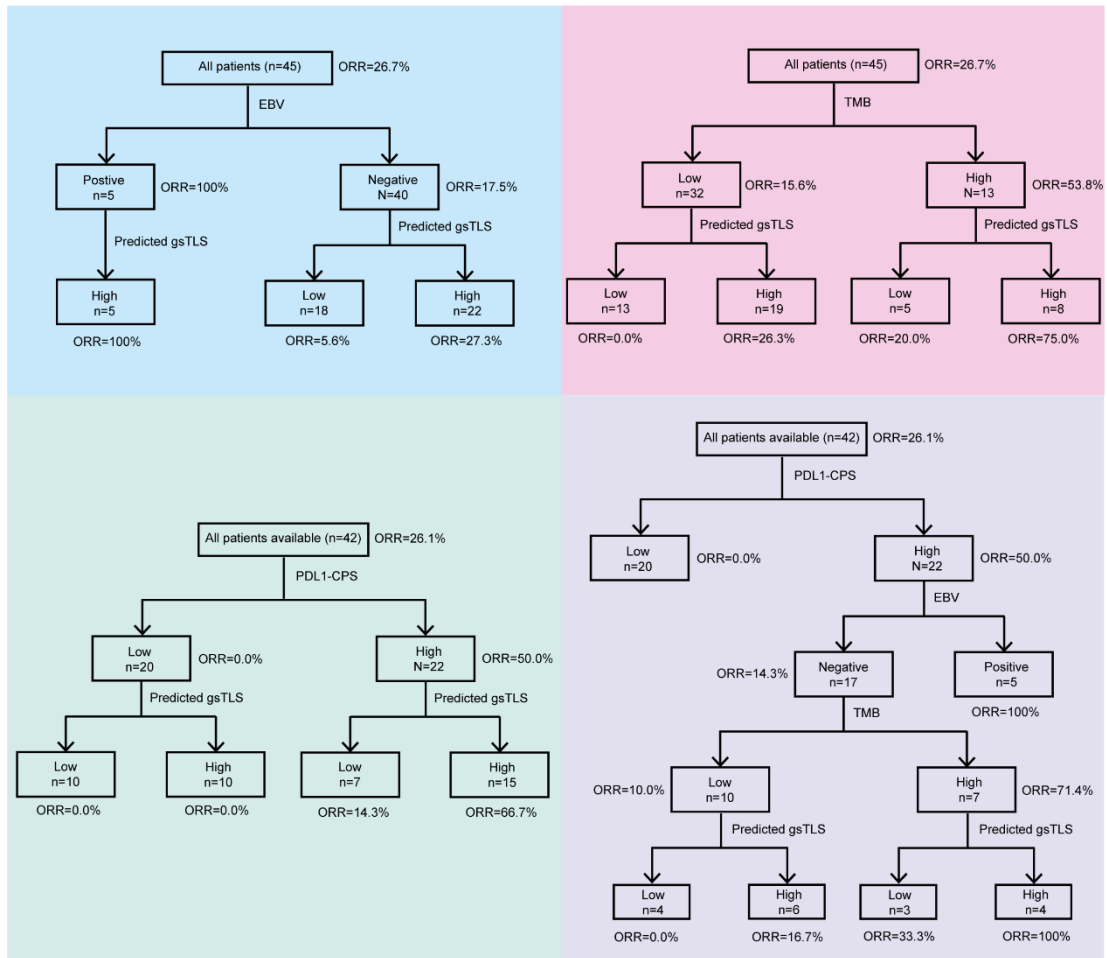 All patients (n=45)
ORR=26.7%
EBV
Postive
n=5
ORR=100%
Negative
N=40
ORR=17.5%
Predicted gsTLS
Predicted gsTLS
High
n=5
Low
n=18
High
n=22
ORR=100%
ORR=5.6%
ORR=27.3%
All patients (n=45)
ORR=26.7%
TMB
Low
n=32
ORR=15.6%
High
N=13
ORR=53.8%
Predicted gsTLS
Predicted gsTLS
Low
n=13
High
n=19
Low
n=5
High
n=8
ORR=0.0%
ORR=26.3%
ORR=20.0%
ORR=75.0%
All patients available (n=42)
ORR=26.1%
PDL1-CPS
Low
n=20
ORR=0.0%
High
N=22
ORR=50.0%
Predicted gsTLS
Predicted gsTLS
Low
n=10
High
n=10
Low
n=7
High
n=15
ORR=0.0%
ORR=0.0%
ORR=14.3%
ORR=66.7%
All patients available (n=42)
ORR=26.1%
PDL1-CPS
Low
n=20
ORR=0.0%
High
N=22
ORR=50.0%
EBV
ORR=14.3%
Negative
n=17
Positive
n=5
ORR=100%
TMB
ORR=10.0%
Low
n=10
High
n=7
ORR=71.4%
Predicted gsTLS
Predicted gsTLS
Low
n=4
High
n=6
Low
n=3
High
n=4
ORR=0.0%
ORR=16.7%
ORR=33.3%
ORR=100%